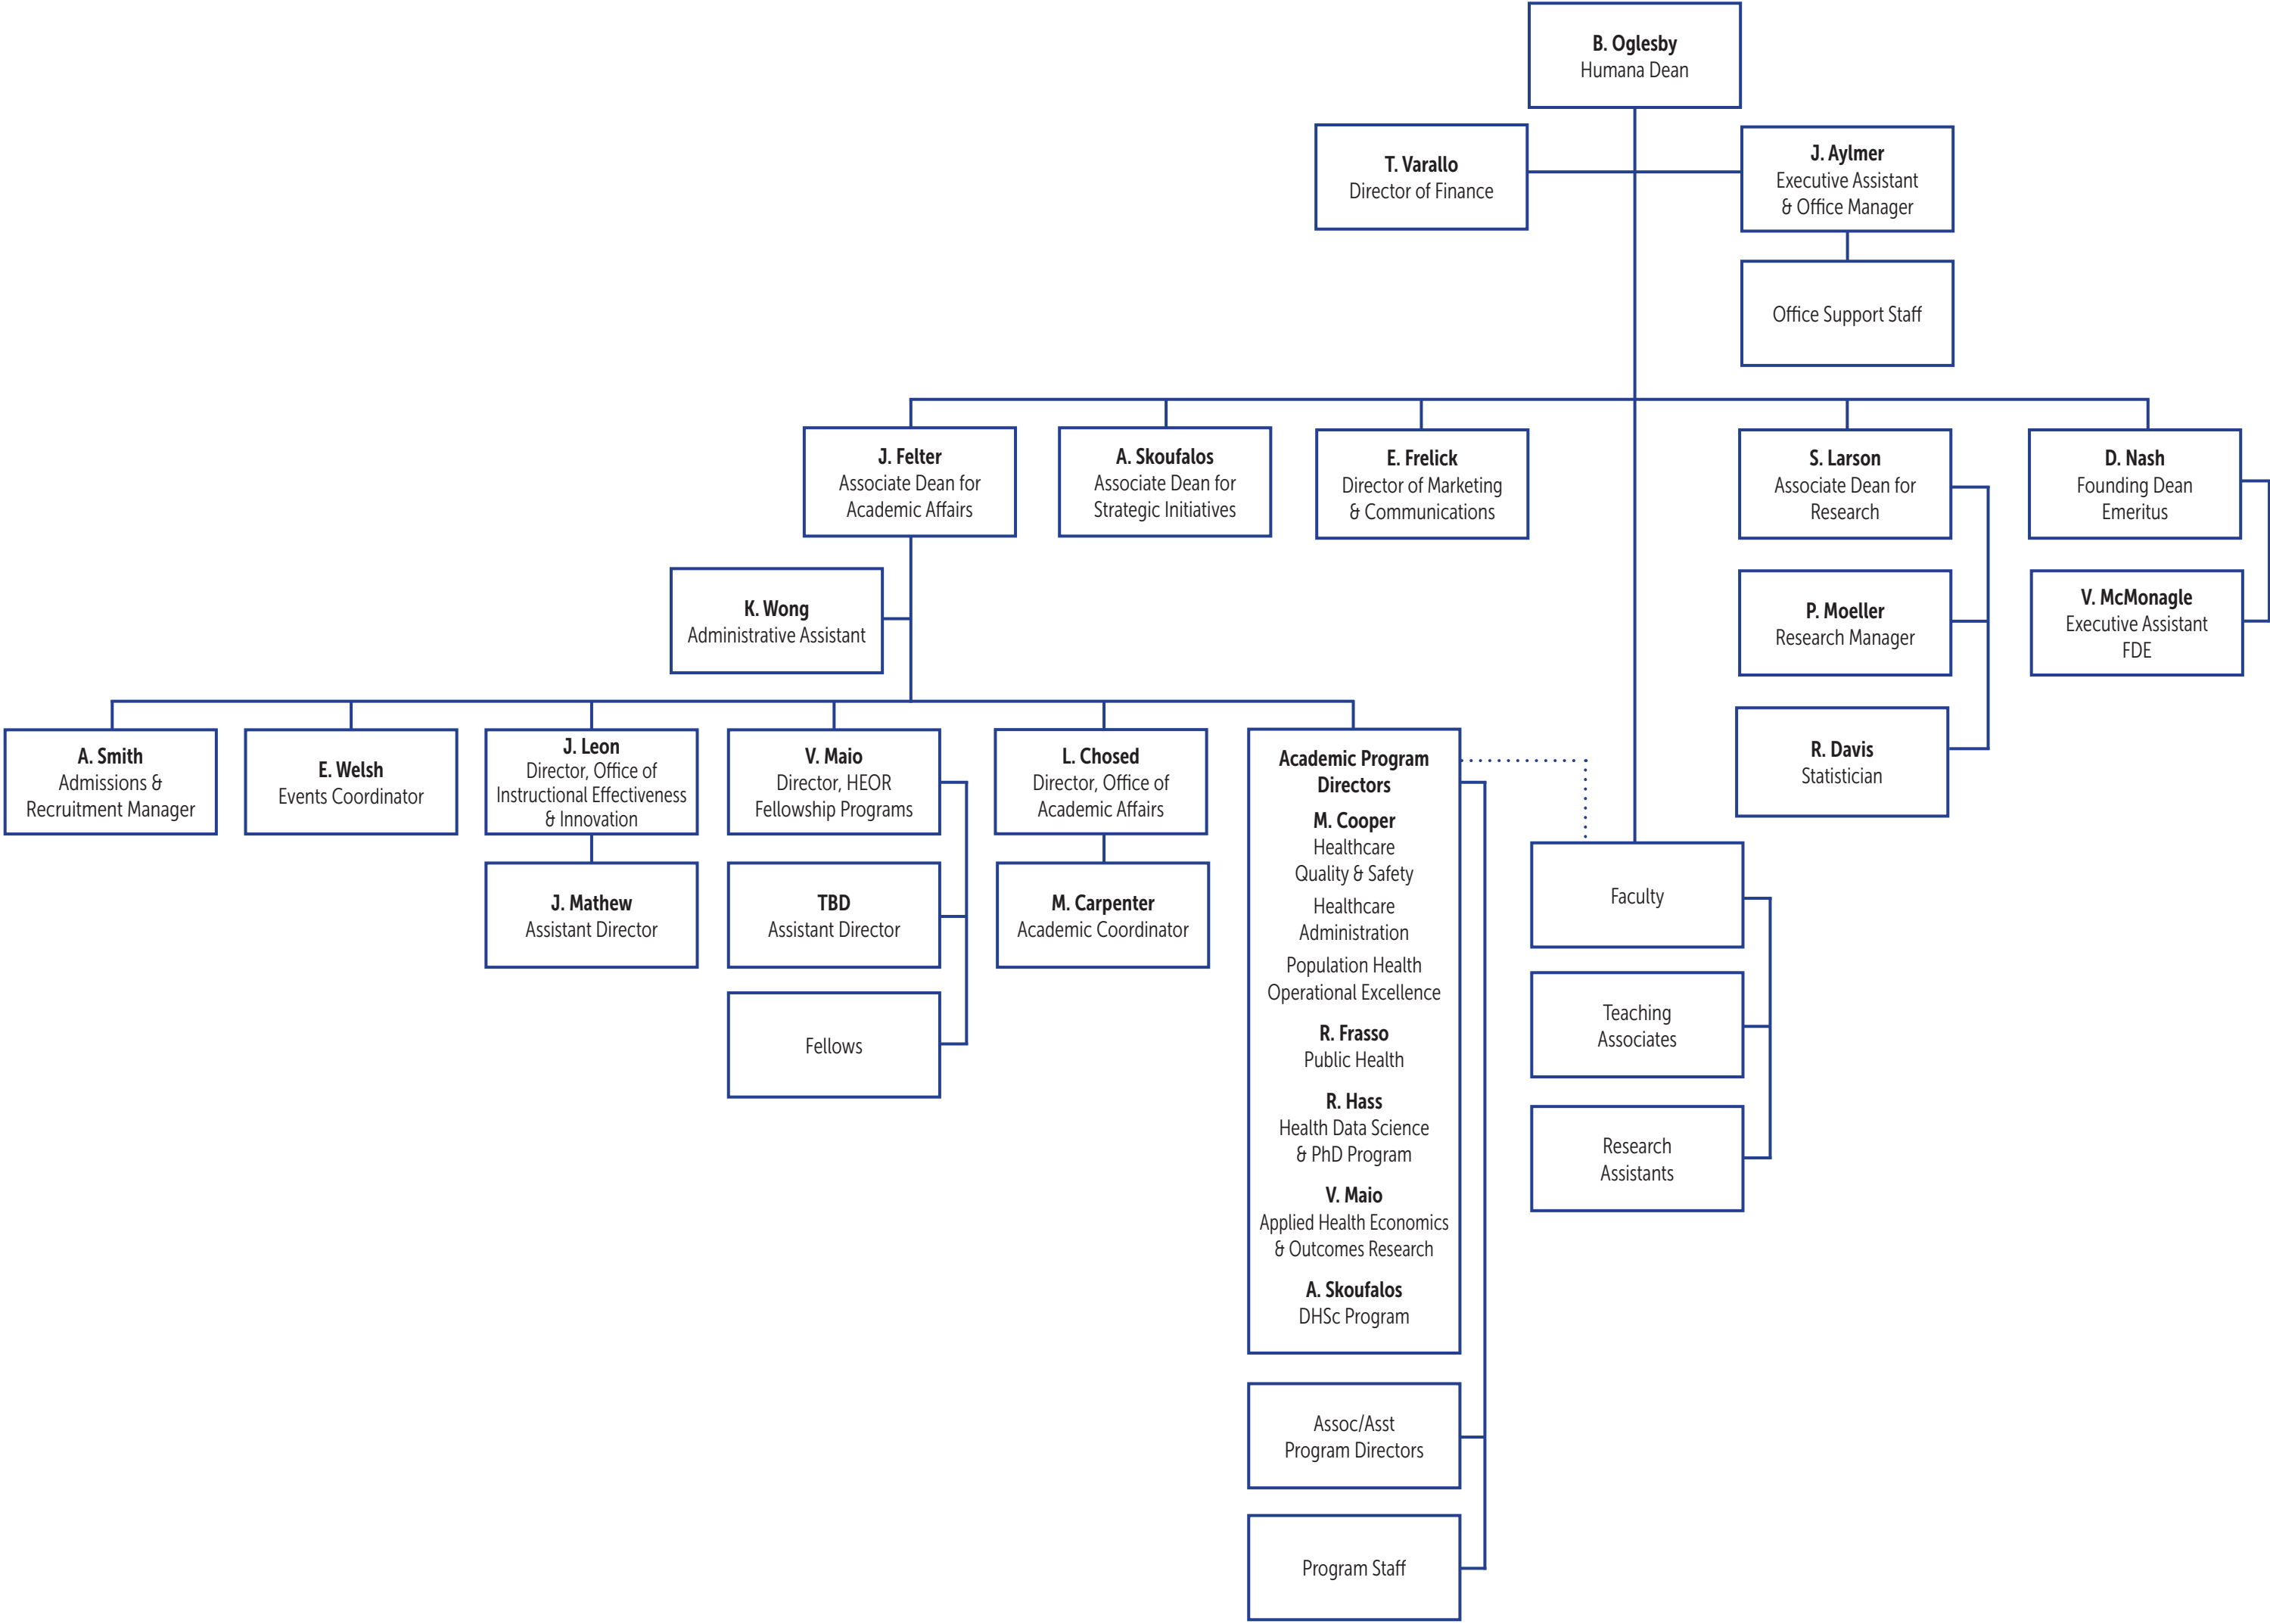 B. Oglesby
Humana Dean
T. Varallo
Director of Finance
J. Aylmer
Executive Assistant
& Office Manager
Office Support Staff
J. Felter
Associate Dean for
Academic Affairs
A. Skoufalos
Associate Dean for
Strategic Initiatives
E. Frelick
Director of Marketing
& Communications
S. Larson
Associate Dean for
Research
D. Nash
Founding Dean
Emeritus
K. Wong
Administrative Assistant
P. Moeller
Research Manager
V. McMonagle
Executive Assistant
FDE
R. Davis
Statistician
A. Smith
Admissions &
Recruitment Manager
E. Welsh
Events Coordinator
J. Leon
Director, Office of
Instructional Effectiveness
& Innovation
V. Maio
Director, HEOR
Fellowship Programs
L. Chosed
Director, Office of
Academic Affairs
J. Mathew
Assistant Director
TBD
Assistant Director
M. Carpenter
Academic Coordinator
Fellows
Academic Program
Directors
M. Cooper
Healthcare
Quality & Safety
Healthcare
Administration
Population Health
Operational Excellence
R. Frasso
Public Health
R. Hass
Health Data Science
& PhD Program
V. Maio
Applied Health Economics
& Outcomes Research
A. Skoufalos
DHSc Program
Faculty
Teaching
Associates
Research
Assistants
Assoc/Asst
Program Directors
Program Staff